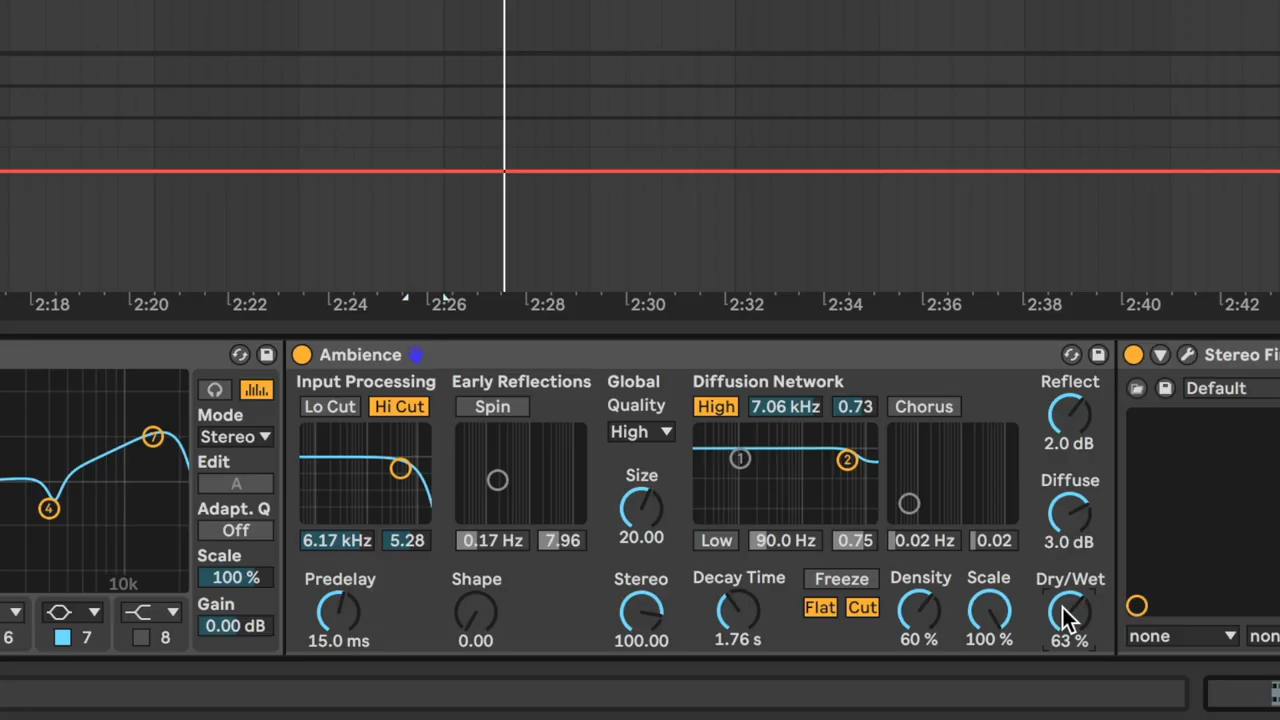 2:18 2:20 2:22 2:24 2:26 2:28 2:30 2:32 2:34 2:36 2:38 2:40 2:42
Ambience Stereo
Input Processing Early Reflections Global Diffusion Network Reflect
Default
Mode Lo Cut Hi Cut Spin Quality High 7.06 kHz 0.73 Chorus
Stereo High 2.0 dB
7 1 2
Edit
A Size Diffuse
4
Adapt. Q
Off 20.00
Scale 6.17 kHz 5.28 0.17 Hz 7.96 Low 90.0 Hz 0.75 0.02 Hz 0.02 3.0 dB
100 % 10k
Predelay Shape Stereo Decay Time Freeze Density Scale Dry/Wet
Gain Flat Cut
0.00 dB
6 7 8 15.0 ms 0.00 100.00 1.76 s 60 % 100 % 63 % none